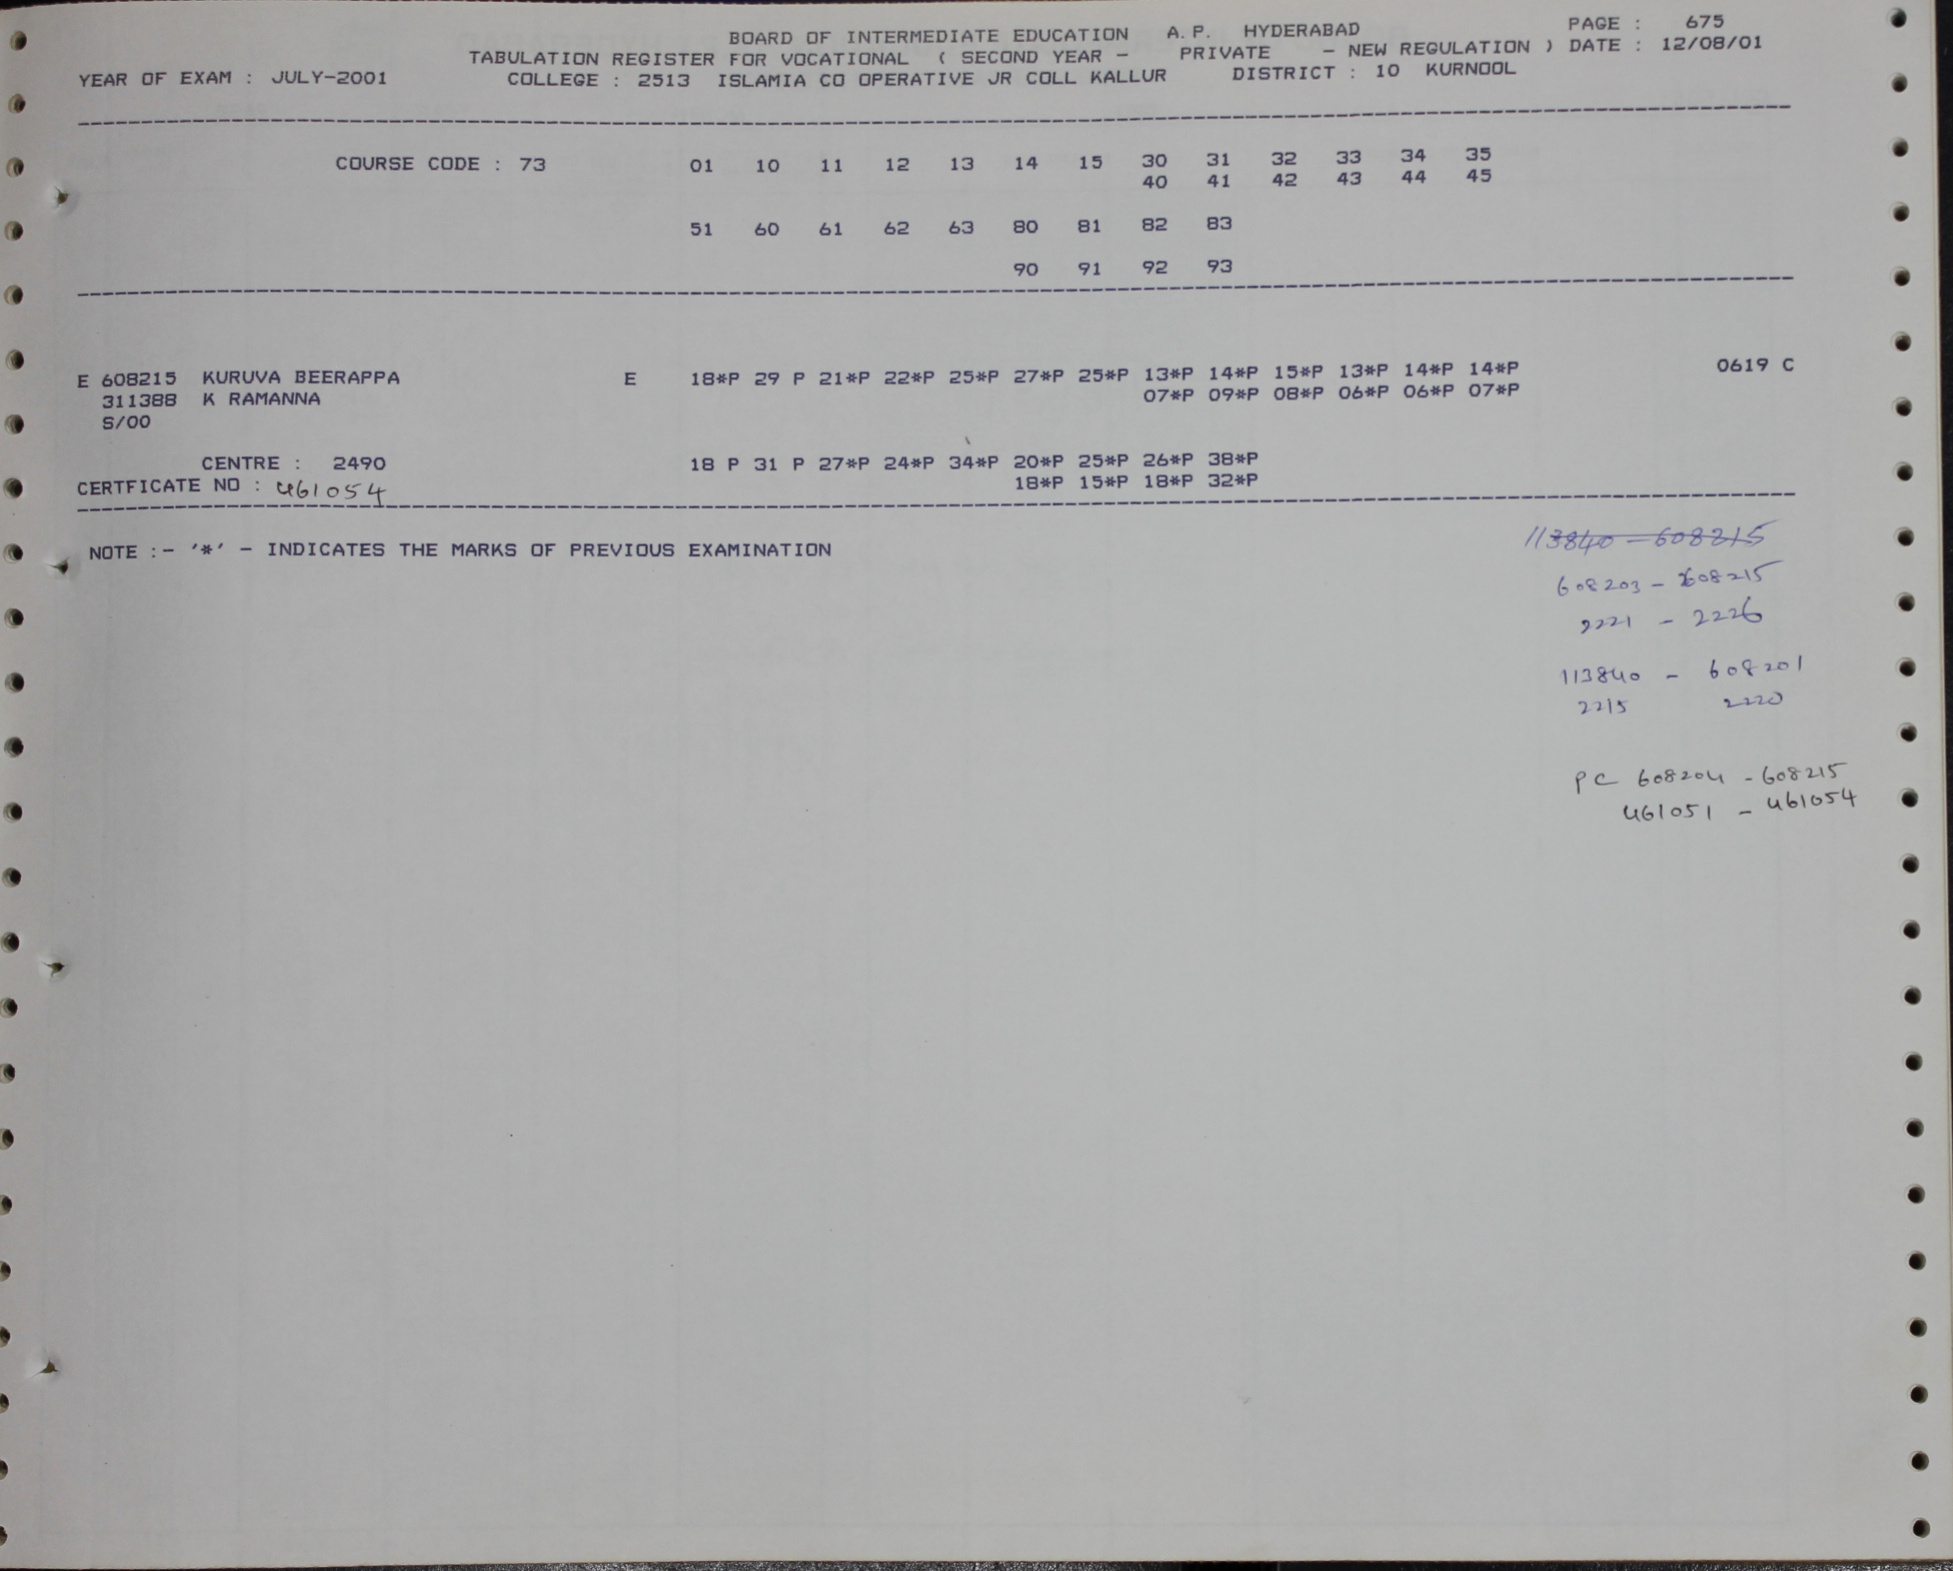 BOARD OF INTERMEDIATE EDUCATION A.P. HYDERABAD PAGE : 675
TABULATION REGISTER FOR VOCATIONAL ( SECOND YEAR - PRIVATE - NEW REGULATION ) DATE : 12/08/01
YEAR OF EXAM : JULY-2001 COLLEGE : 2513 ISLAMIA CO OPERATIVE JR COLL KALLUR DISTRICT : 10 KURNOOL
COURSE CODE : 73 01 10 11 12 13 14 15 30 31 32 33 34 35
40 41 42 43 44 45
51 60 61 62 63 80 81 82 83
90 91 92 93
E 608215 KURUVA BEERAPPA E 18*P 29 P 21*P 22*P 25*P 27*P 25*P 13*P 14*P 15*P 13*P 14*P 14*P 0619 C
311388 K RAMANNA 07*P 09*P 08*P 06*P 06*P 07*P
S/00
CENTRE : 2490 18 P 31 P 27*P 24*P 34*P 20*P 25*P 26*P 38*P
CERTFICATE NO : 461054 18*P 15*P 18*P 32*P
NOTE :- '*' - INDICATES THE MARKS OF PREVIOUS EXAMINATION
113840 - 608215
608203 - 608215
2221 - 2226
113840 - 608201
2215 2220
PC 608204 - 608215
461051 - 461054